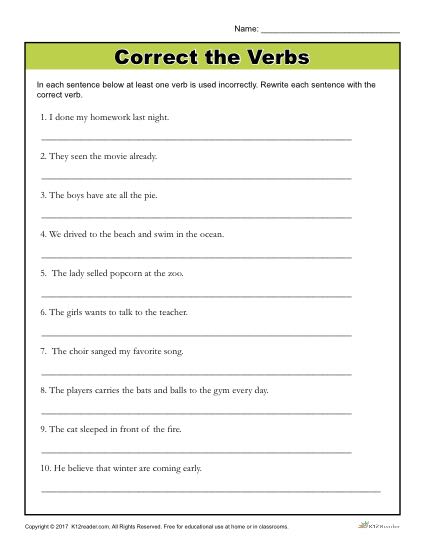 Name: ____________________
Correct the Verbs
In each sentence below at least one verb is used incorrectly. Rewrite each sentence with the
correct verb.
1. I done my homework last night.
2. They seen the movie already.
3. The boys have ate all the pie.
4. We drived to the beach and swim in the ocean.
5. The lady selled popcorn at the zoo.
6. The girls wants to talk to the teacher.
7. The choir sanged my favorite song.
8. The players carries the bats and balls to the gym every day.
9. The cat sleeped in front of the fire.
10. He believe that winter are coming early.
Copyright © 2017 K12reader.com. All Rights Reserved. Free for educational use at home or in classrooms.
K12Reader